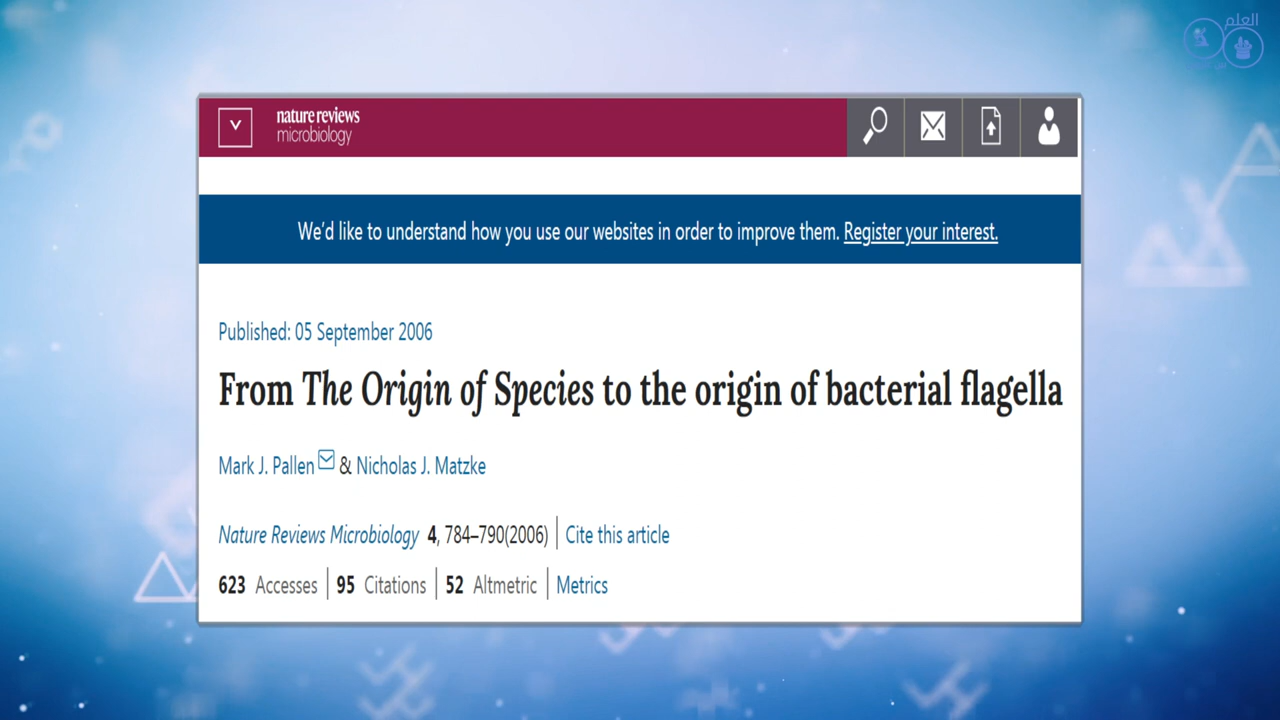 العلم
nature reviews
microbiology
We'd like to understand how you use our websites in order to improve them. Register your interest.
Published: 05 September 2006
From The Origin of Species to the origin of bacterial flagella
Mark J. Pallen & Nicholas J. Matzke
Nature Reviews Microbiology 4, 784–790(2006) Cite this article
623 Accesses 95 Citations 52 Altmetric Metrics